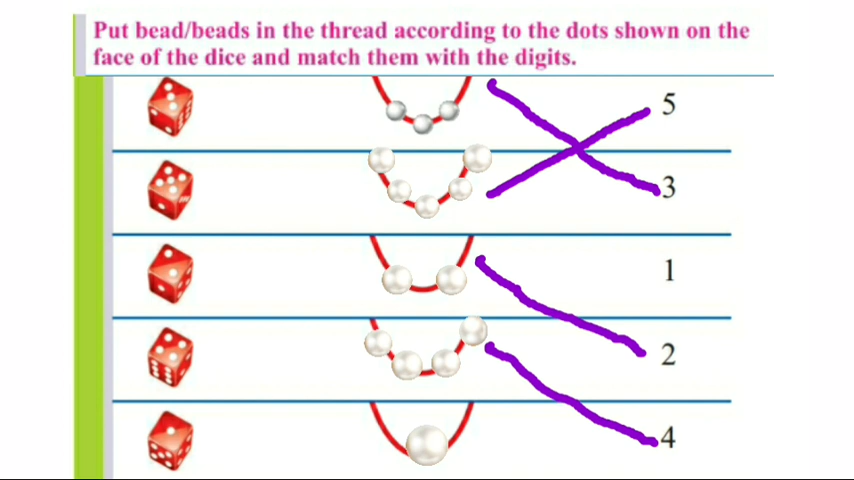 Put bead/beads in the thread according to the dots shown on the
face of the dice and match them with the digits.
5
3
1
2
4